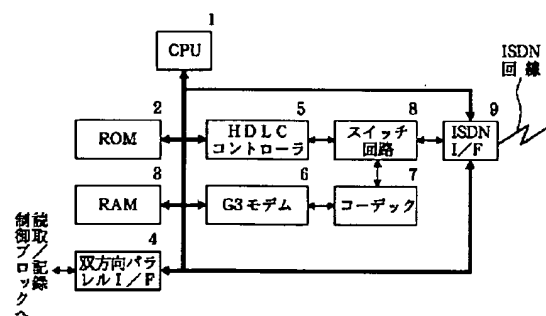 1
CPU
ISDN
回線
2
ROM
5
HDLC
コントローラ
8
スイッチ
回路
9
ISDN
I/F
8
RAM
6
G3モデム
7
コーデック
4
双方向パラ
レルI/F
読取/記録
制御ブロックへ